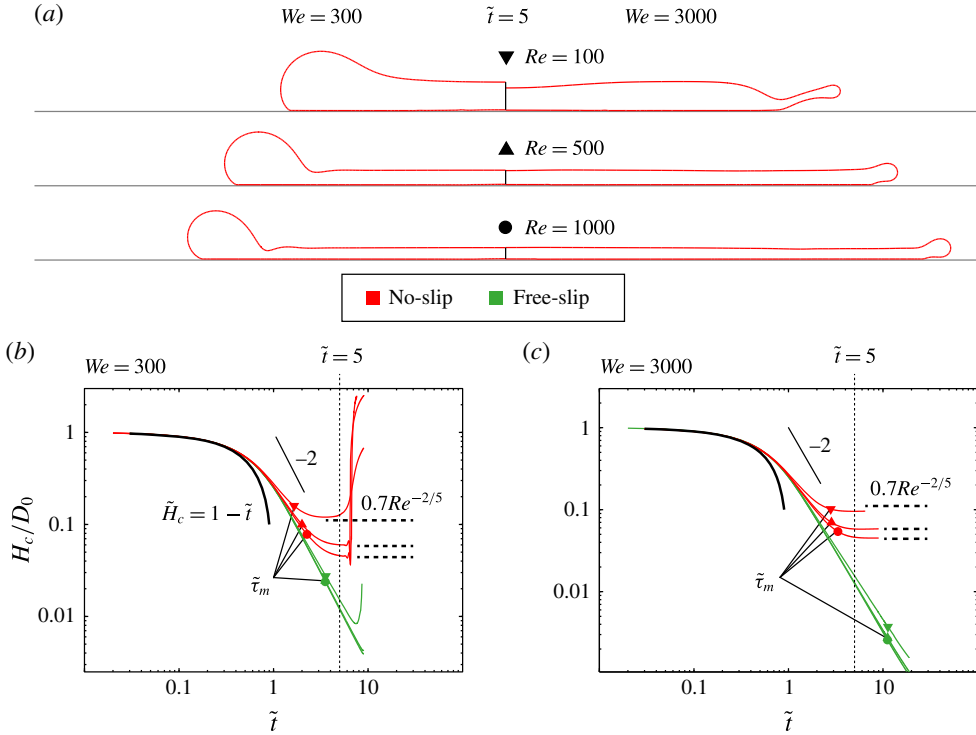 (a) We = 300 t̃ = 5 We = 3000
Re = 100
Re = 500
Re = 1000
No-slip Free-slip
(b) We = 300 t̃ = 5
H_c/D_0
1
0.1
0.01
–2
0.7Re^{-2/5}
H̃_c = 1 – t̃
τ̃_m
0.1 1 10
t̃
(c) We = 3000 t̃ = 5
1
0.1
0.01
–2
0.7Re^{-2/5}
τ̃_m
0.1 1 10
t̃